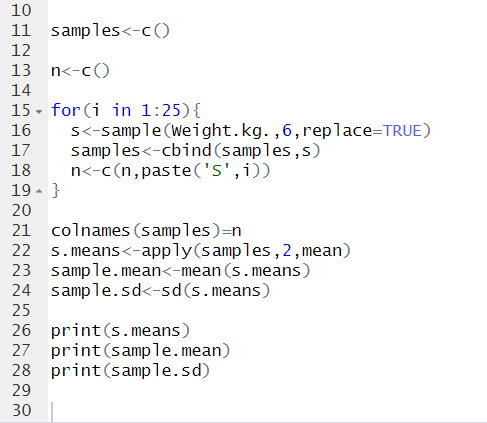 10
11 samples<-c()
12
13 n<-c()
14
15 for(i in 1:25){
16   s<-sample(Weight.kg.,6,replace=TRUE)
17   samples<-cbind(samples,s)
18   n<-c(n,paste('S',i))
19 }
20
21 colnames(samples)=n
22 s.means<-apply(samples,2,mean)
23 sample.mean<-mean(s.means)
24 sample.sd<-sd(s.means)
25
26 print(s.means)
27 print(sample.mean)
28 print(sample.sd)
29
30